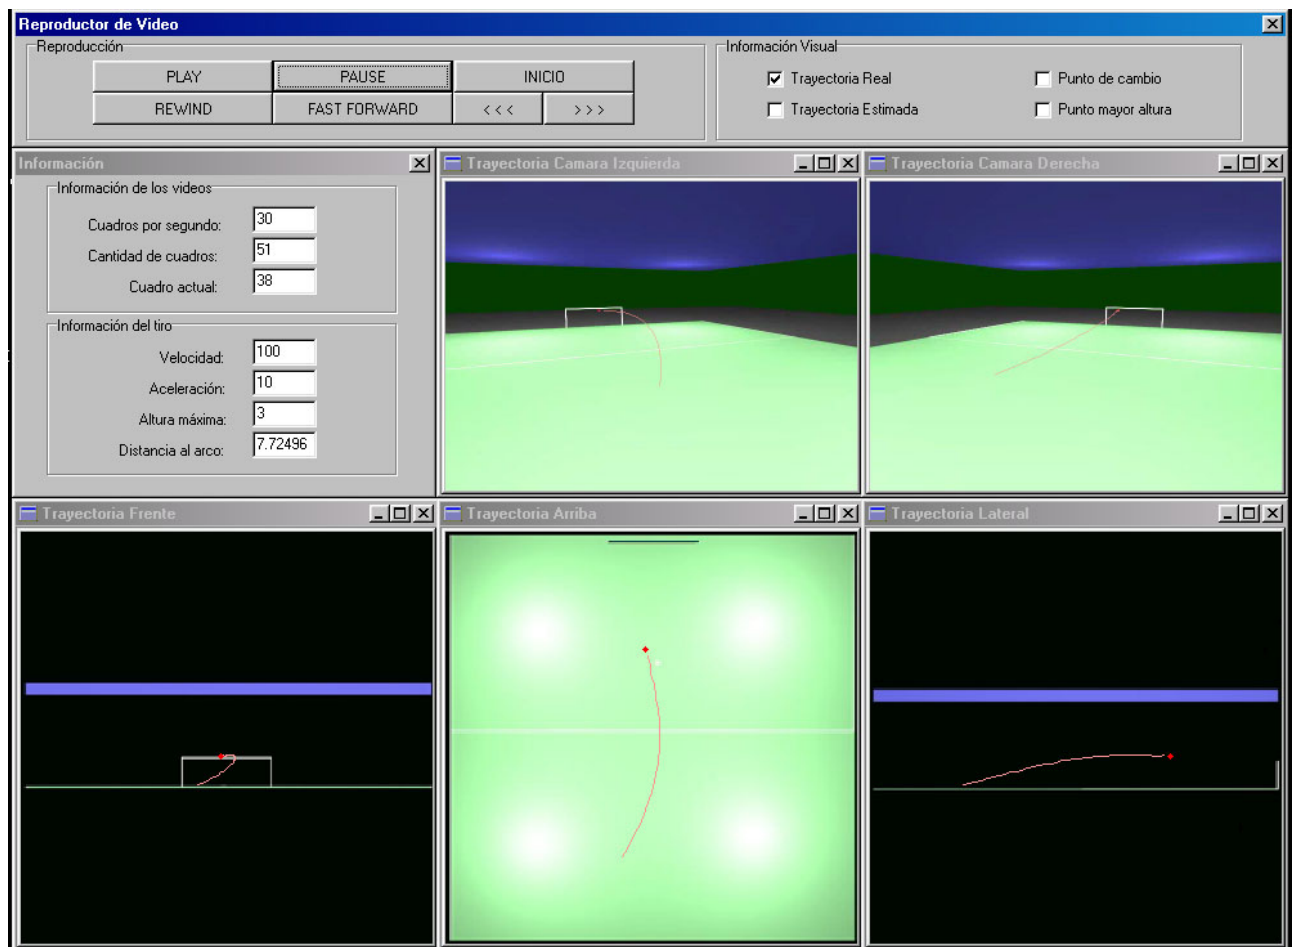 Reproductor de Video
Reproducción
PLAY PAUSE INICIO
REWIND FAST FORWARD <<< >>>
Información Visual
Trayectoria Real Punto de cambio
Trayectoria Estimada Punto mayor altura
Información
Información de los videos
Cuadros por segundo: 30
Cantidad de cuadros: 51
Cuadro actual: 38
Información del tiro
Velocidad: 100
Aceleración: 10
Altura máxima: 3
Distancia al arco: 7.72496
Trayectoria Camara Izquierda
Trayectoria Camara Derecha
Trayectoria Frente
Trayectoria Arriba
Trayectoria Lateral